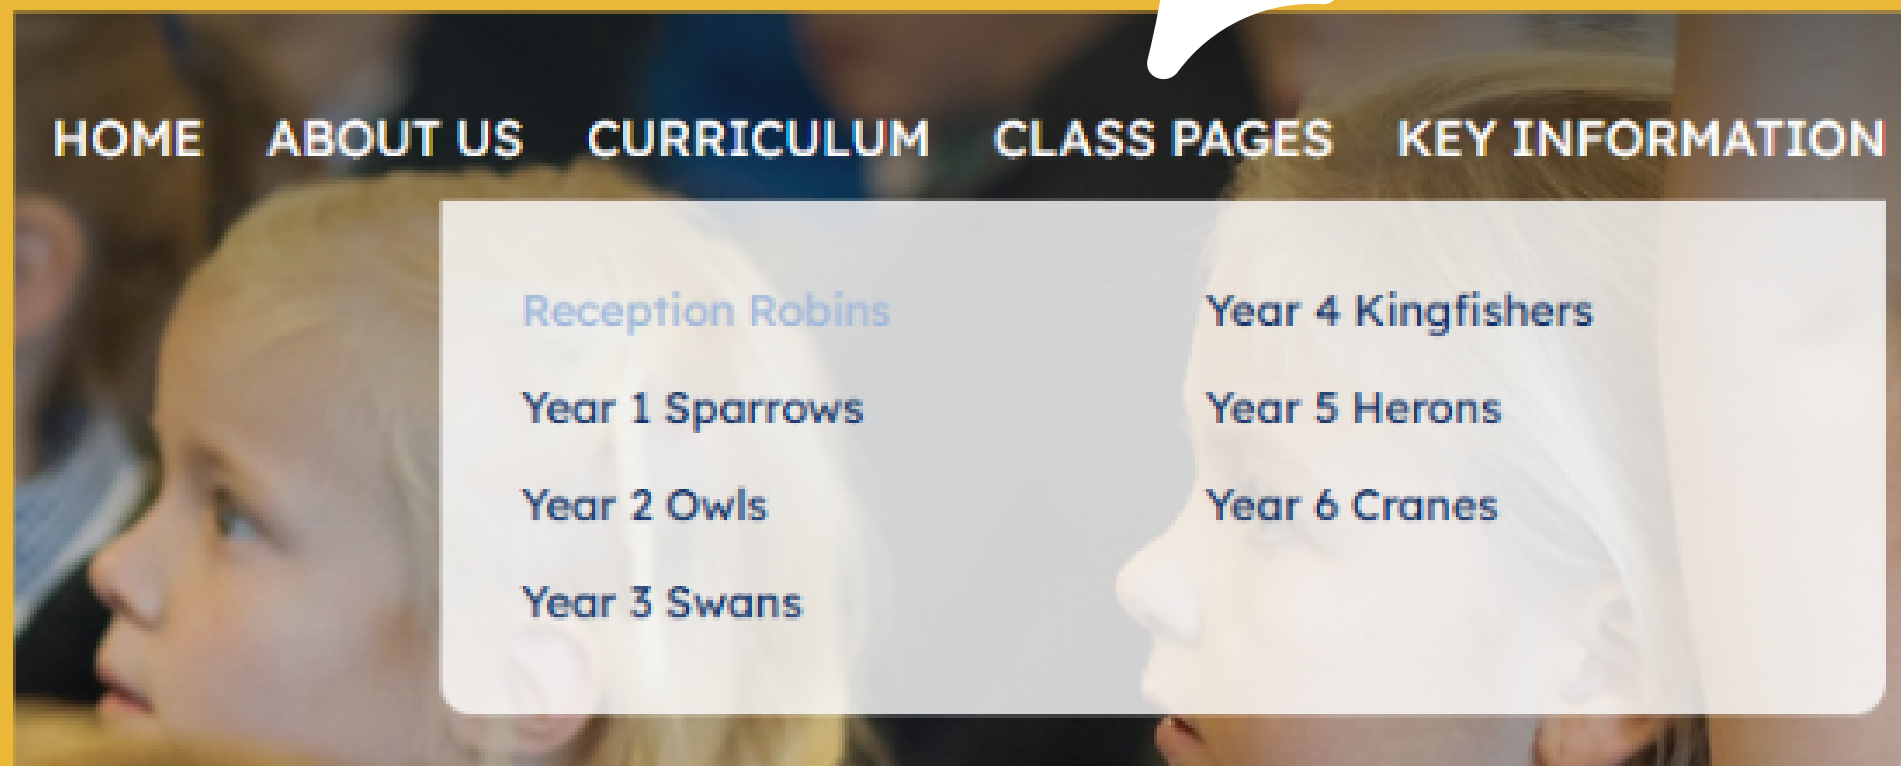 HOME ABOUT US CURRICULUM CLASS PAGES KEY INFORMATION
Reception Robins
Year 1 Sparrows
Year 2 Owls
Year 3 Swans
Year 4 Kingfishers
Year 5 Herons
Year 6 Cranes